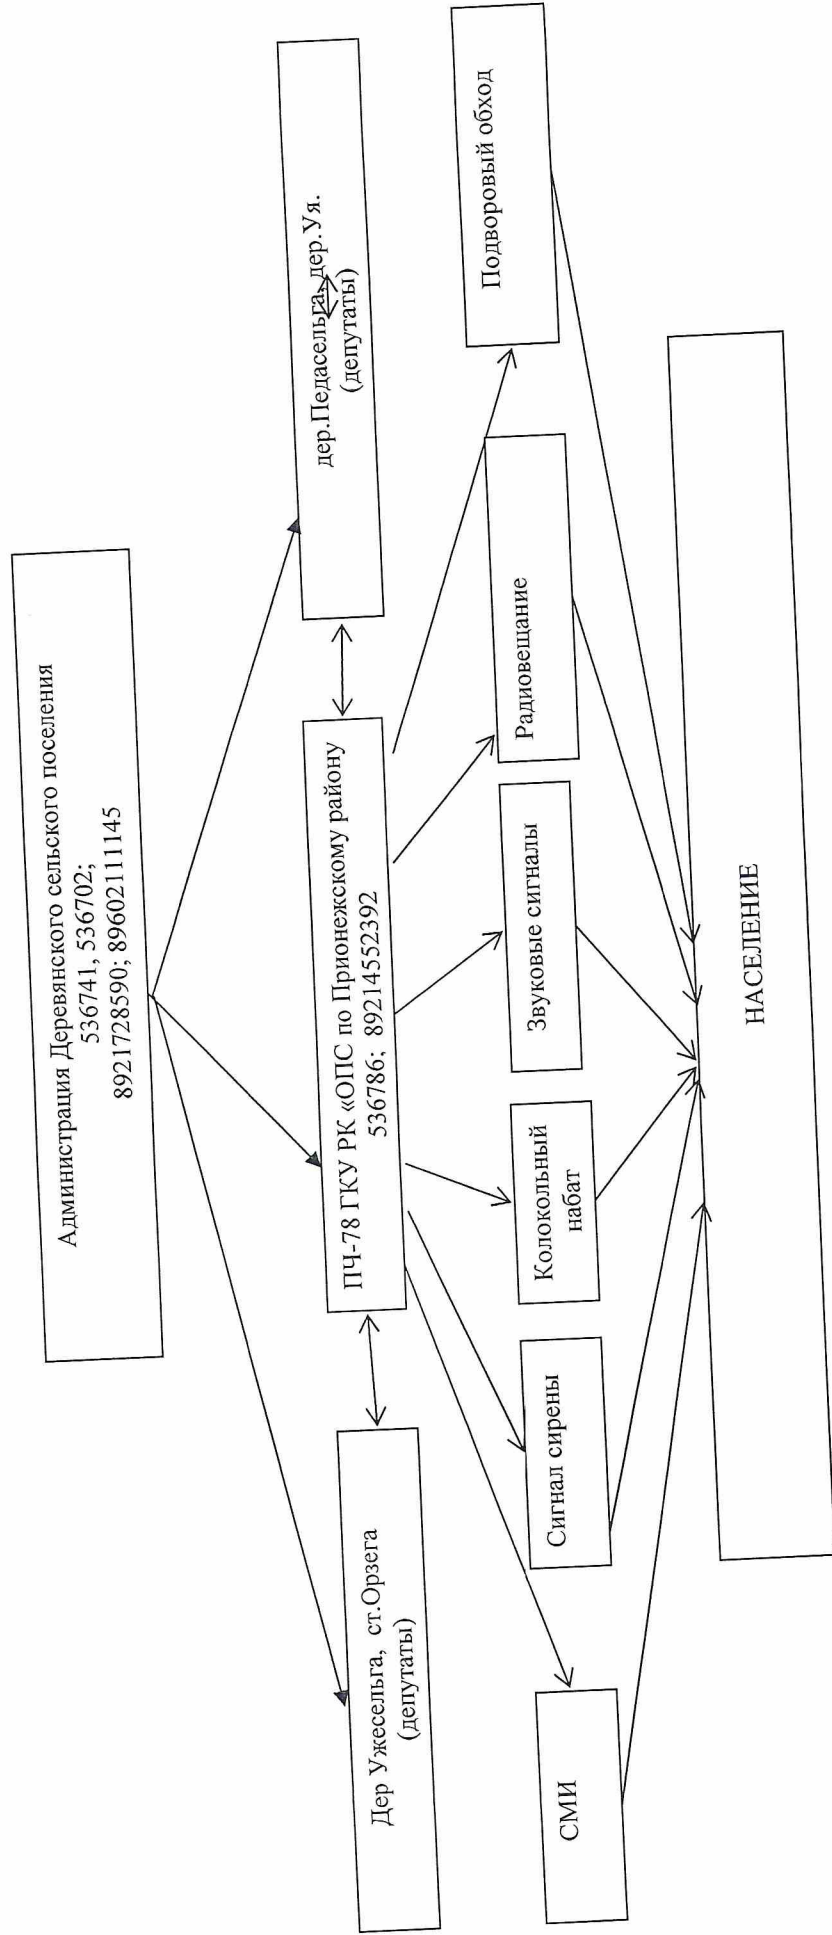 Администрация Деревянского сельского поселения
536741, 536702;
8921728590; 89602111145
Дер Ужесельга, ст.Орзега
(депутаты)
ПЧ-78 ГКУ РК «ОПС по Прионежскому району
536786; 89214552392
дер.Педасельга, дер.Уя.
(депутаты)
СМИ
Сигнал сирены
Колокольный
набат
Звуковые сигналы
Радиовещание
Подворовый обход
НАСЕЛЕНИЕ